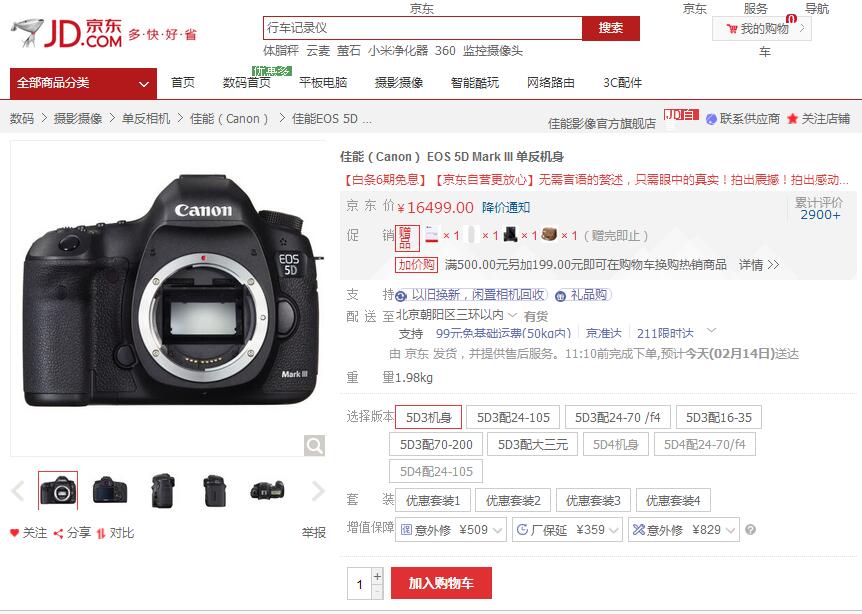 京东
京东 服务 导航
JD 京东 .COM 多·快·好·省
行车记录仪 搜索
我的购物车 0
体脂秤 云麦 萤石 小米净化器 360 监控摄像头
优惠多
全部商品分类 首页 数码首页 平板电脑 摄影摄像 智能酷玩 网络路由 3C配件
数码 > 摄影摄像 > 单反相机 > 佳能（Canon） > 佳能EOS 5D ...
佳能影像官方旗舰店 JD自 联系供应商 关注店铺
佳能（Canon） EOS 5D Mark III 单反机身
【白条6期免息】【京东自营更放心】无需言语的赘述，只需眼中的真实！拍出震撼！拍出感动...
京东价 ¥16499.00 降价通知
累计评价
2900+
促销 赠品 ×1 ×1 ×1 ×1（赠完即止）
加价购 满500.00元另加199.00元即可在购物车换购热销商品 详情 >>
支持 以旧换新，闲置相机回收 礼品购
配送至 北京朝阳区三环以内 有货
支持 99元免基础运费(50kg内) 京准达 211限时达
由 京东 发货，并提供售后服务。11:10前完成下单,预计今天(02月14日)送达
重量 1.98kg
选择版本 5D3机身 5D3配24-105 5D3配24-70 /f4 5D3配16-35
5D3配70-200 5D3配大三元 5D4机身 5D4配24-70/f4
5D4配24-105
套装 优惠套装1 优惠套装2 优惠套装3 优惠套装4
增值保障 意外修 ¥509 厂保延 ¥359 意外修 ¥829 ?
1 + - 加入购物车
Canon
EOS
5D
Mark III
关注 分享 对比 举报